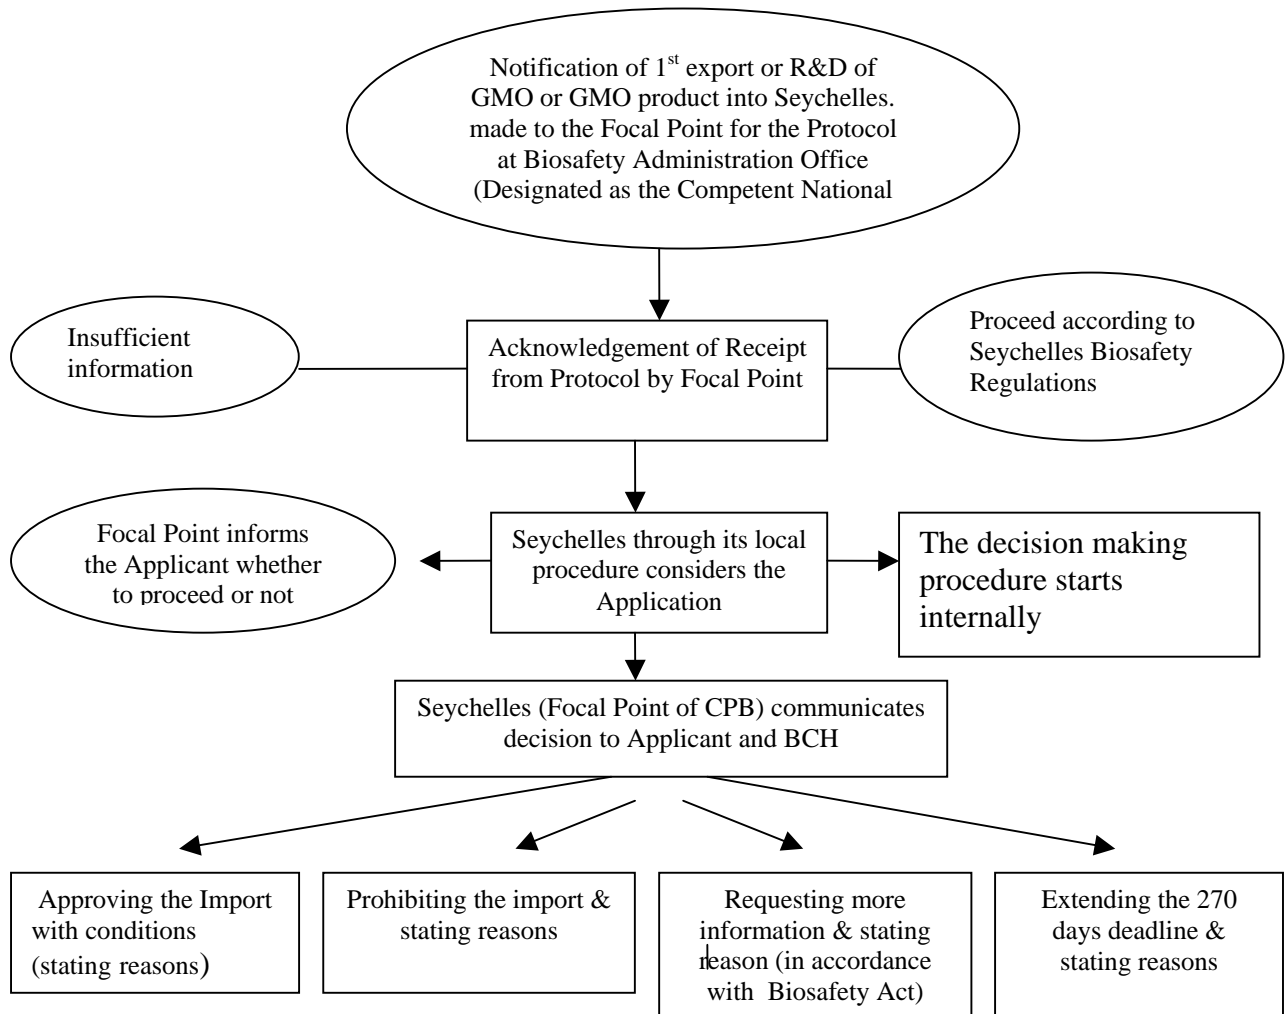 Notification of 1st export or R&D of
GMO or GMO product into Seychelles.
made to the Focal Point for the Protocol
at Biosafety Administration Office
(Designated as the Competent National
Insufficient
information
Acknowledgement of Receipt
from Protocol by Focal Point
Proceed according to
Seychelles Biosafety
Regulations
Focal Point informs
the Applicant whether
to proceed or not
Seychelles through its local
procedure considers the
Application
The decision making
procedure starts
internally
Seychelles (Focal Point of CPB) communicates
decision to Applicant and BCH
Approving the Import
with conditions
(stating reasons)
Prohibiting the import &
stating reasons
Requesting more
information & stating
reason (in accordance
with Biosafety Act)
Extending the 270
days deadline &
stating reasons